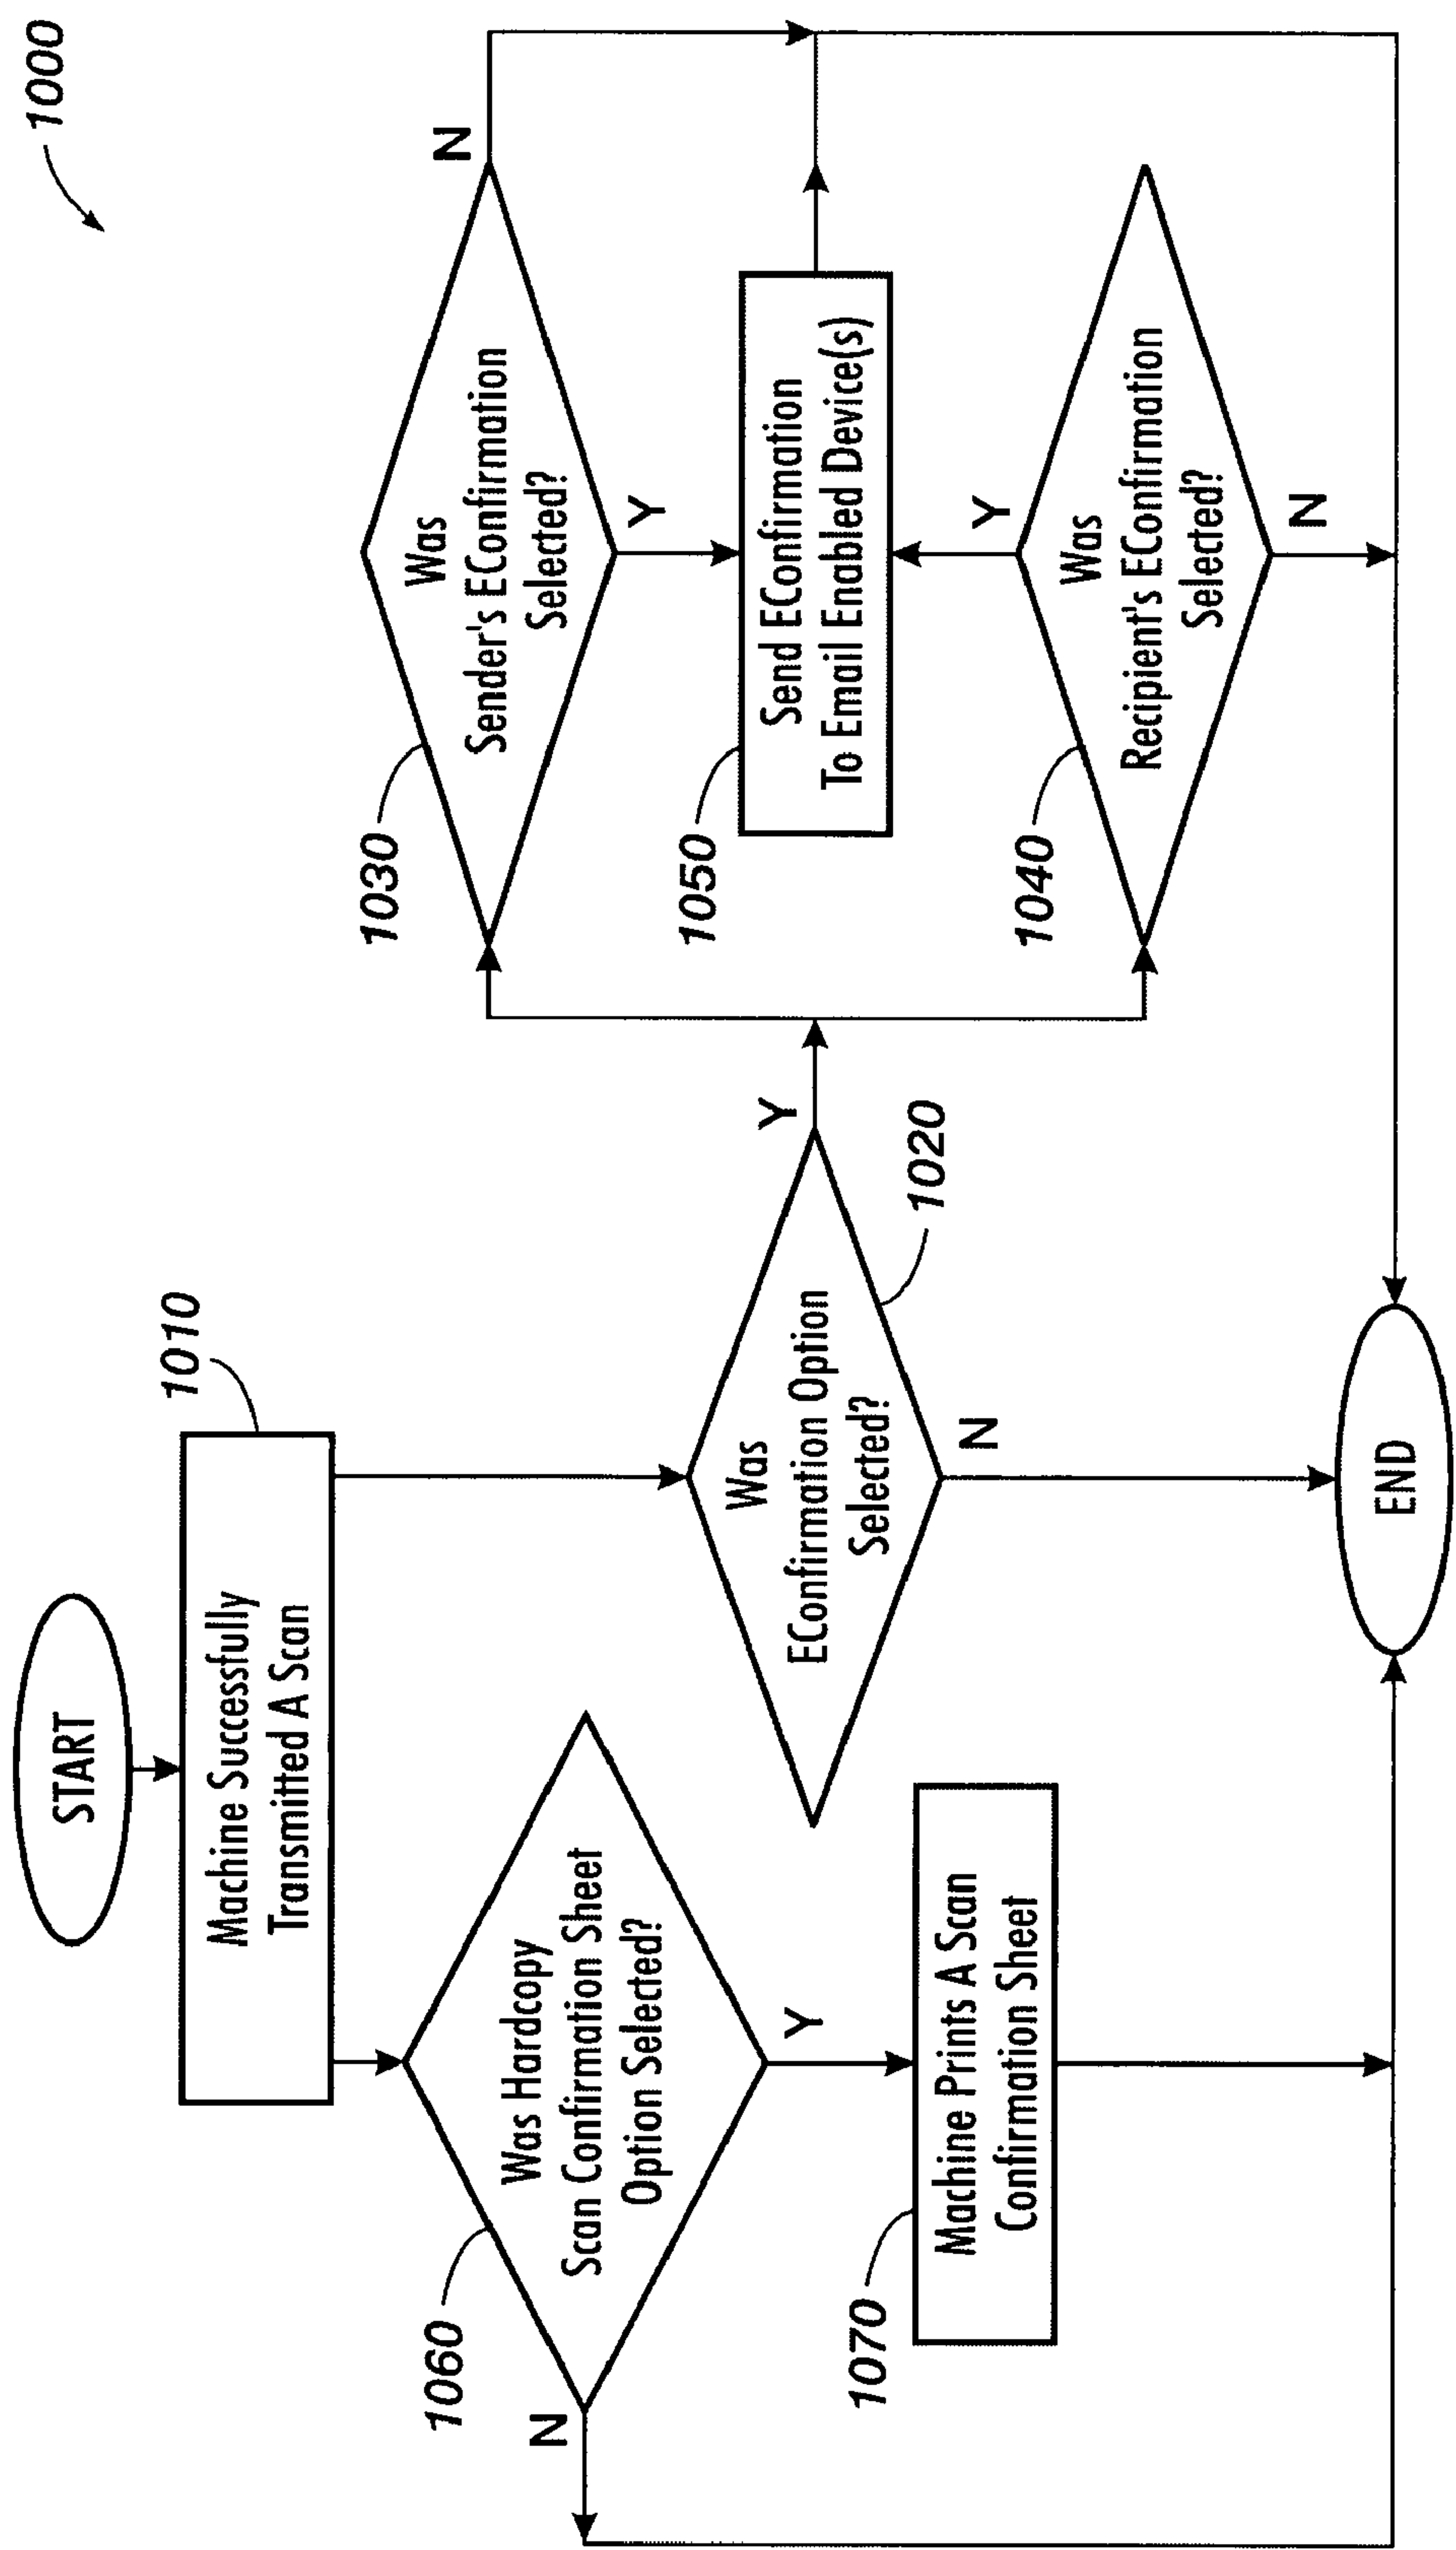 1000
START
1010
Machine Successfully
Transmitted A Scan
1060
Was Hardcopy
Scan Confirmation Sheet
Option Selected?
N
Y
1070
Machine Prints A Scan
Confirmation Sheet
Was
EConfirmation Option
Selected?
1020
Y
N
1030
Was
Sender's EConfirmation
Selected?
N
Y
1050
Send EConfirmation
To Email Enabled Device(s)
Y
1040
Was
Recipient's EConfirmation
Selected?
N
END